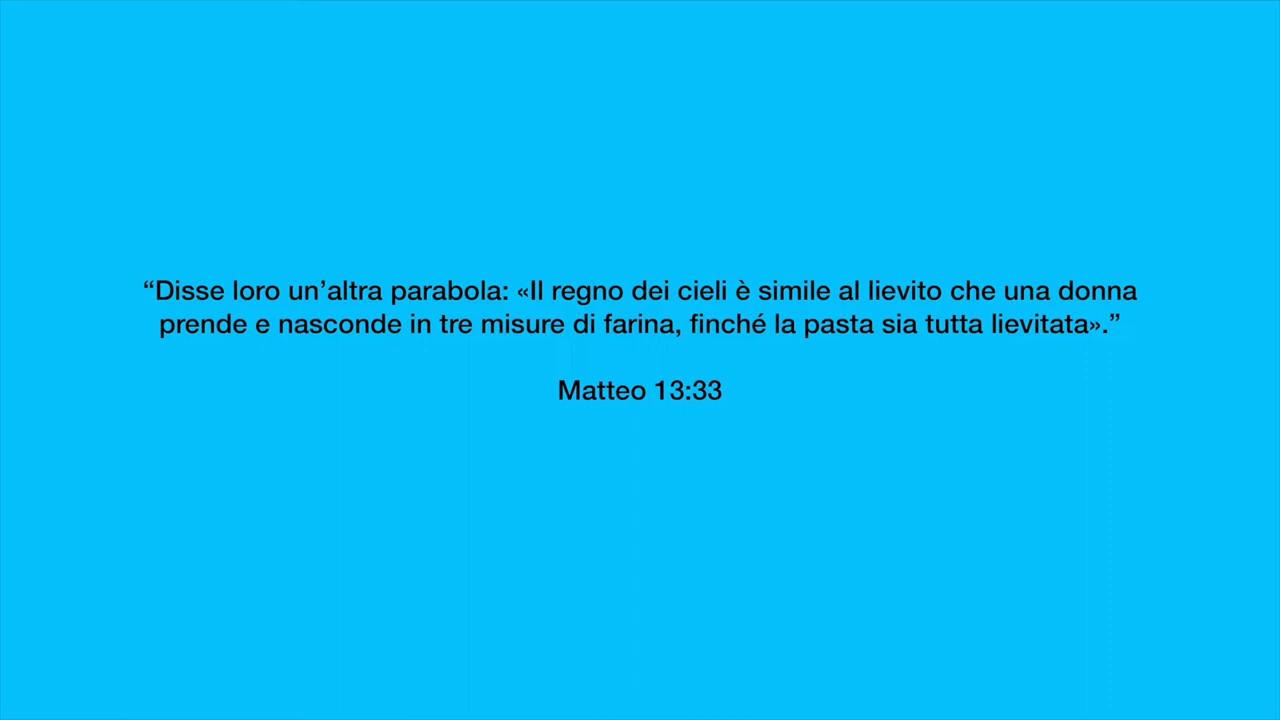 “Disse loro un’altra parabola: «Il regno dei cieli è simile al lievito che una donna
prende e nasconde in tre misure di farina, finché la pasta sia tutta lievitata».”
Matteo 13:33